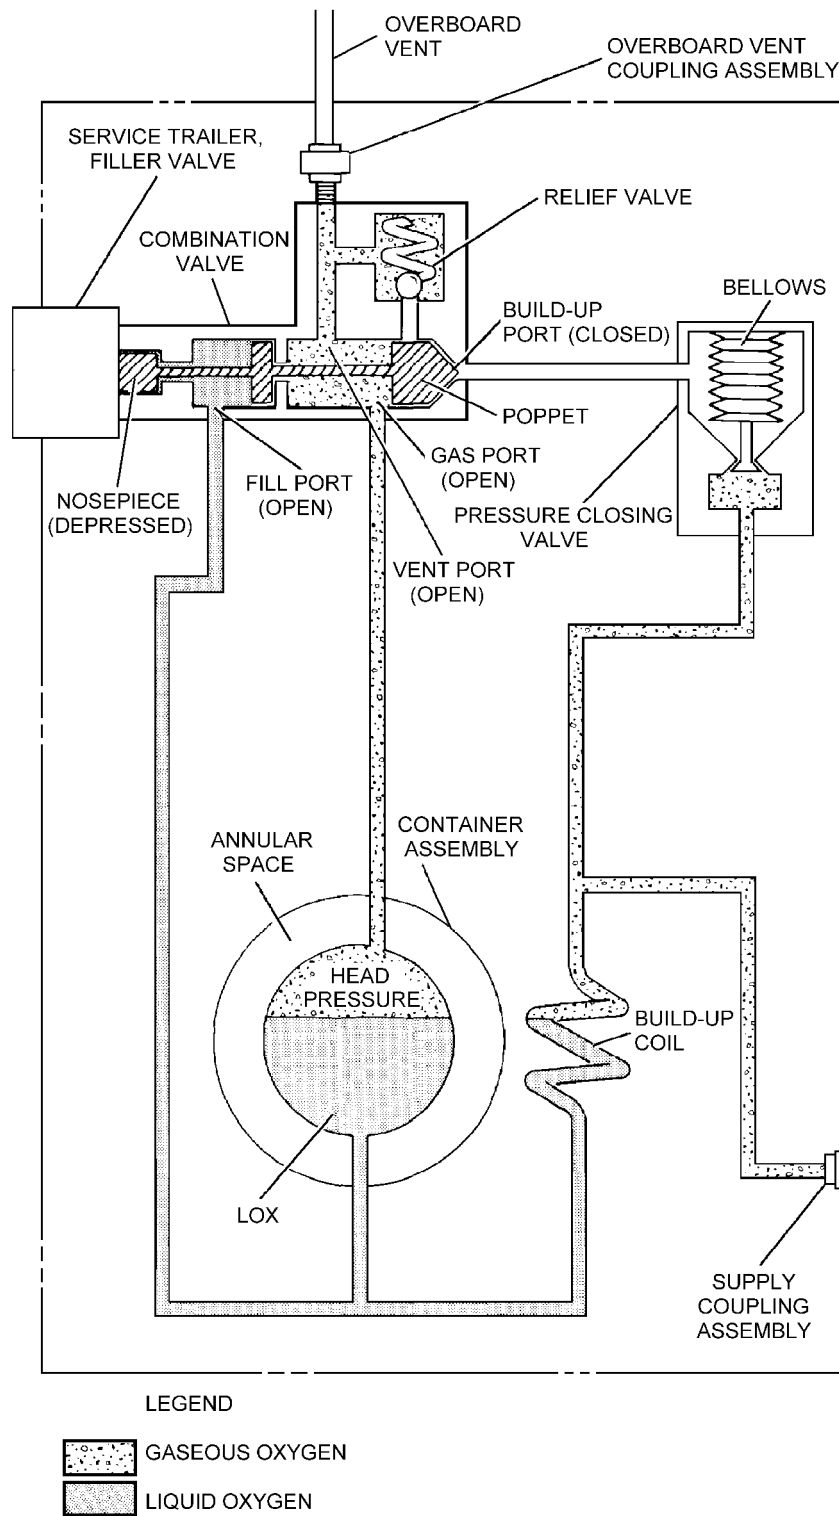 OVERBOARD
VENT
OVERBOARD VENT
COUPLING ASSEMBLY
SERVICE TRAILER,
FILLER VALVE
RELIEF VALVE
COMBINATION
VALVE
BELLOWS
BUILD-UP
PORT (CLOSED)
POPPET
GAS PORT
(OPEN)
FILL PORT
(OPEN)
NOSEPIECE
(DEPRESSED)
PRESSURE CLOSING
VALVE
VENT PORT
(OPEN)
CONTAINER
ASSEMBLY
ANNULAR
SPACE
HEAD
PRESSURE
BUILD-UP
COIL
LOX
SUPPLY
COUPLING
ASSEMBLY
LEGEND
GASEOUS OXYGEN
LIQUID OXYGEN